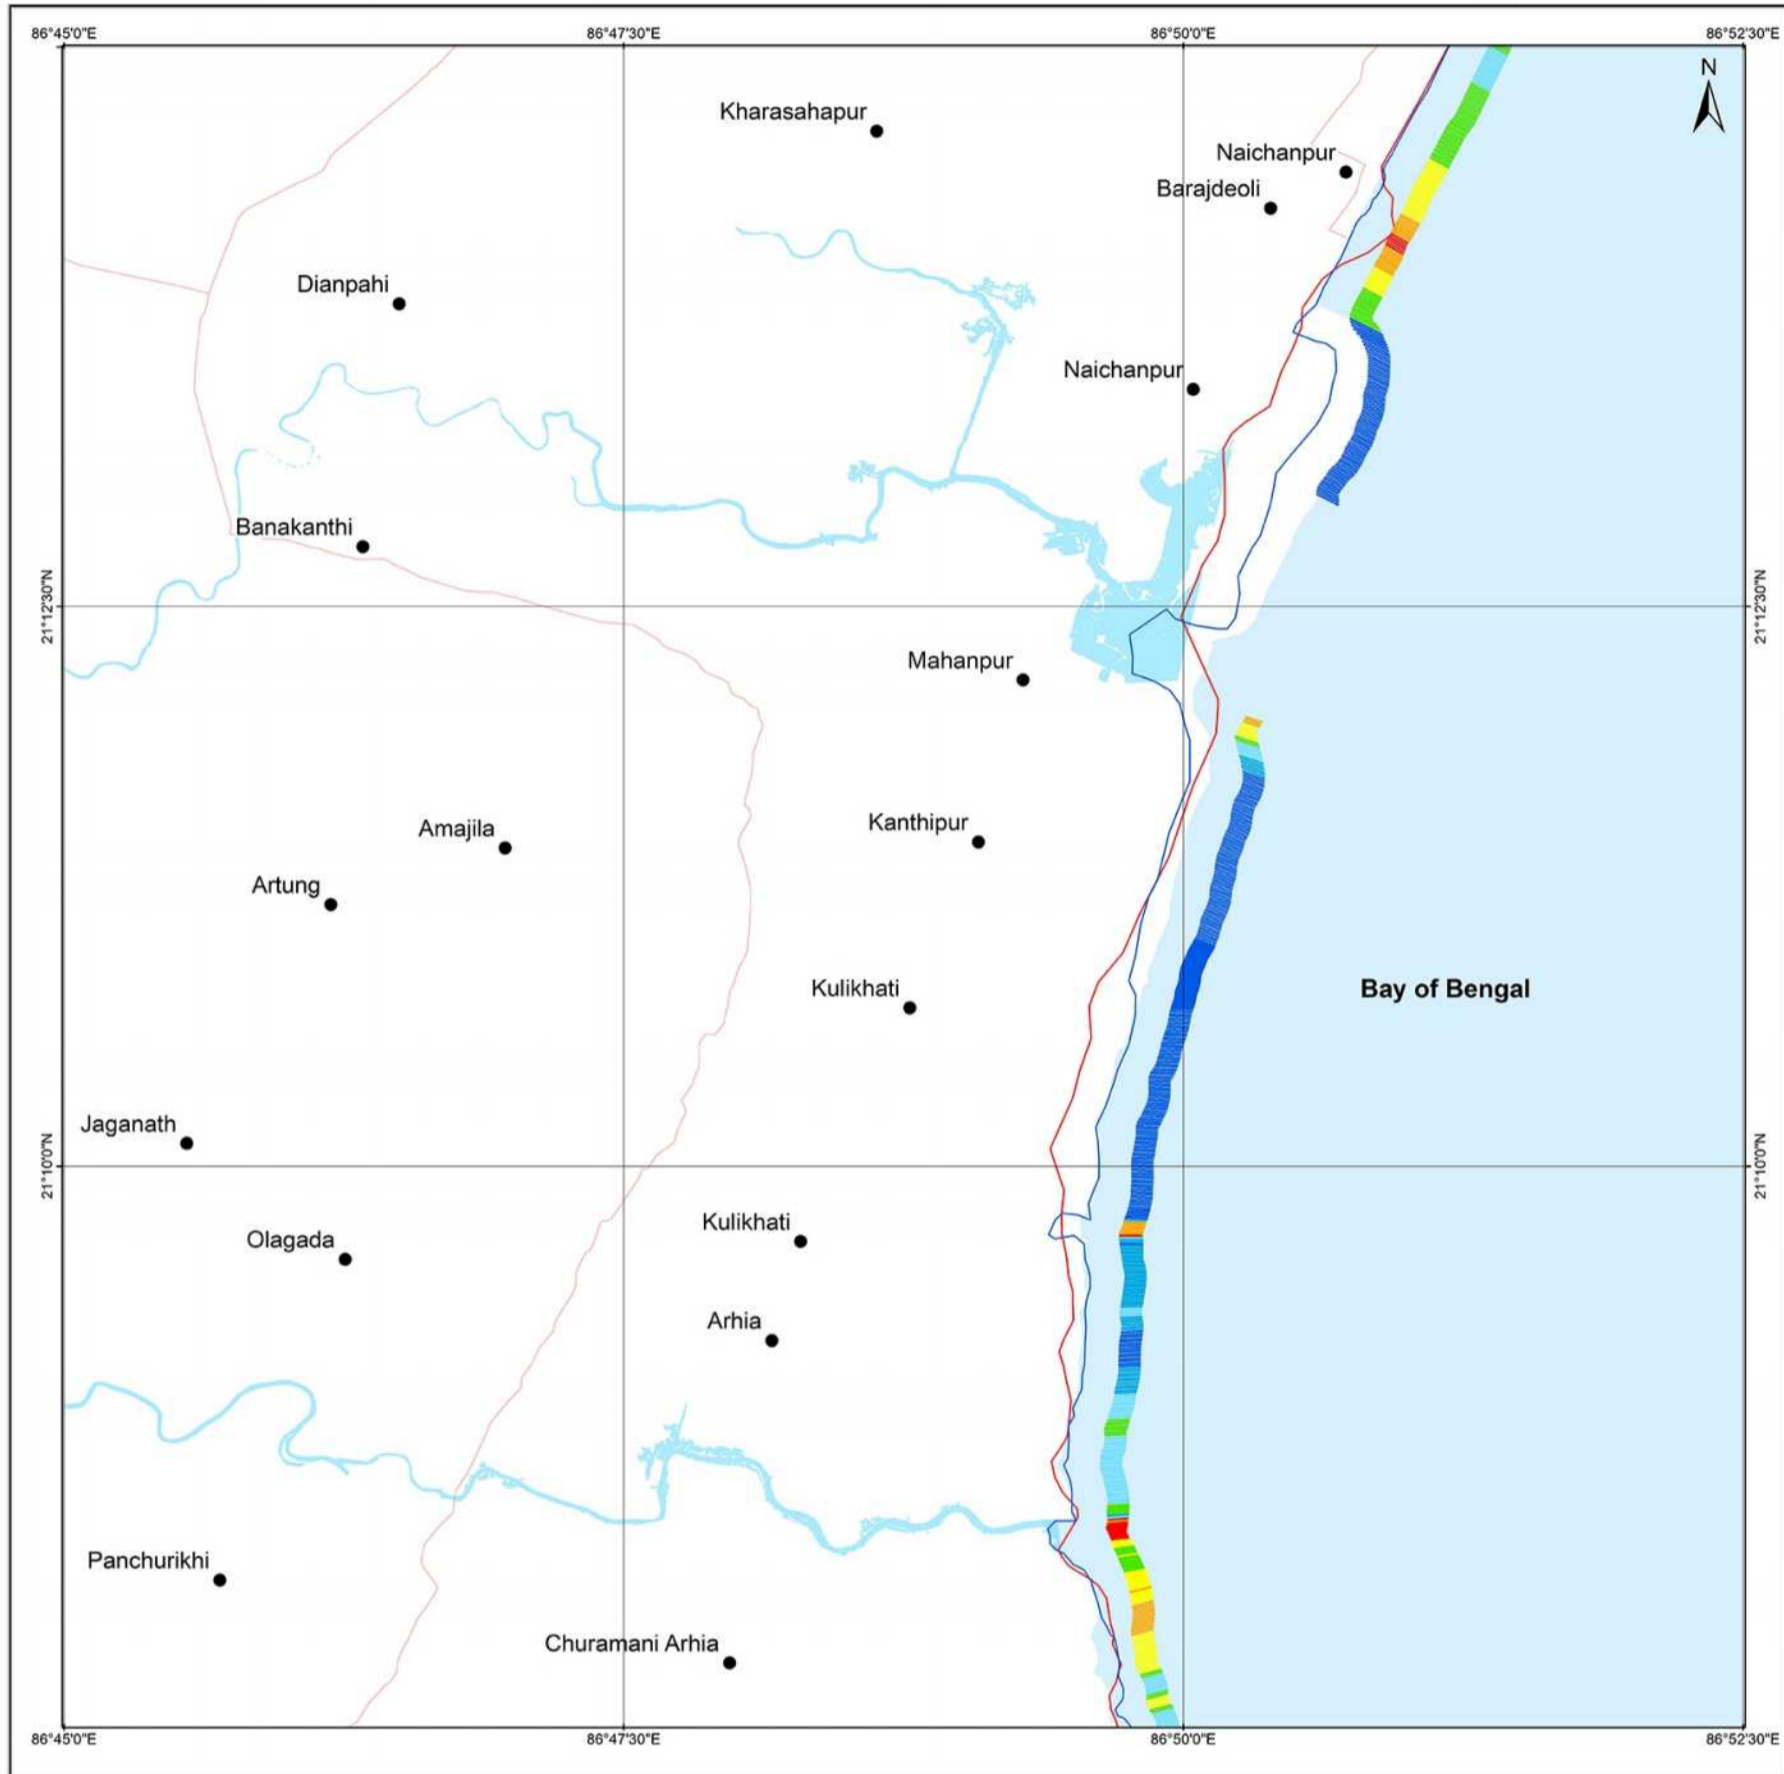 86°45'0"E
86°47'30"E
86°50'0"E
86°52'30"E
N
Kharasahapur
Naichanpur
Barajdeoli
Dianpahi
Naichanpur
Banakanthi
21°12'30"N
21°12'30"N
Mahanpur
Amajila
Kanthipur
Artung
Kulikhati
Bay of Bengal
Jaganath
21°10'0"N
21°10'0"N
Kulikhati
Olagada
Arhia
Panchurikhi
Churamani Arhia
86°45'0"E
86°47'30"E
86°50'0"E
86°52'30"E